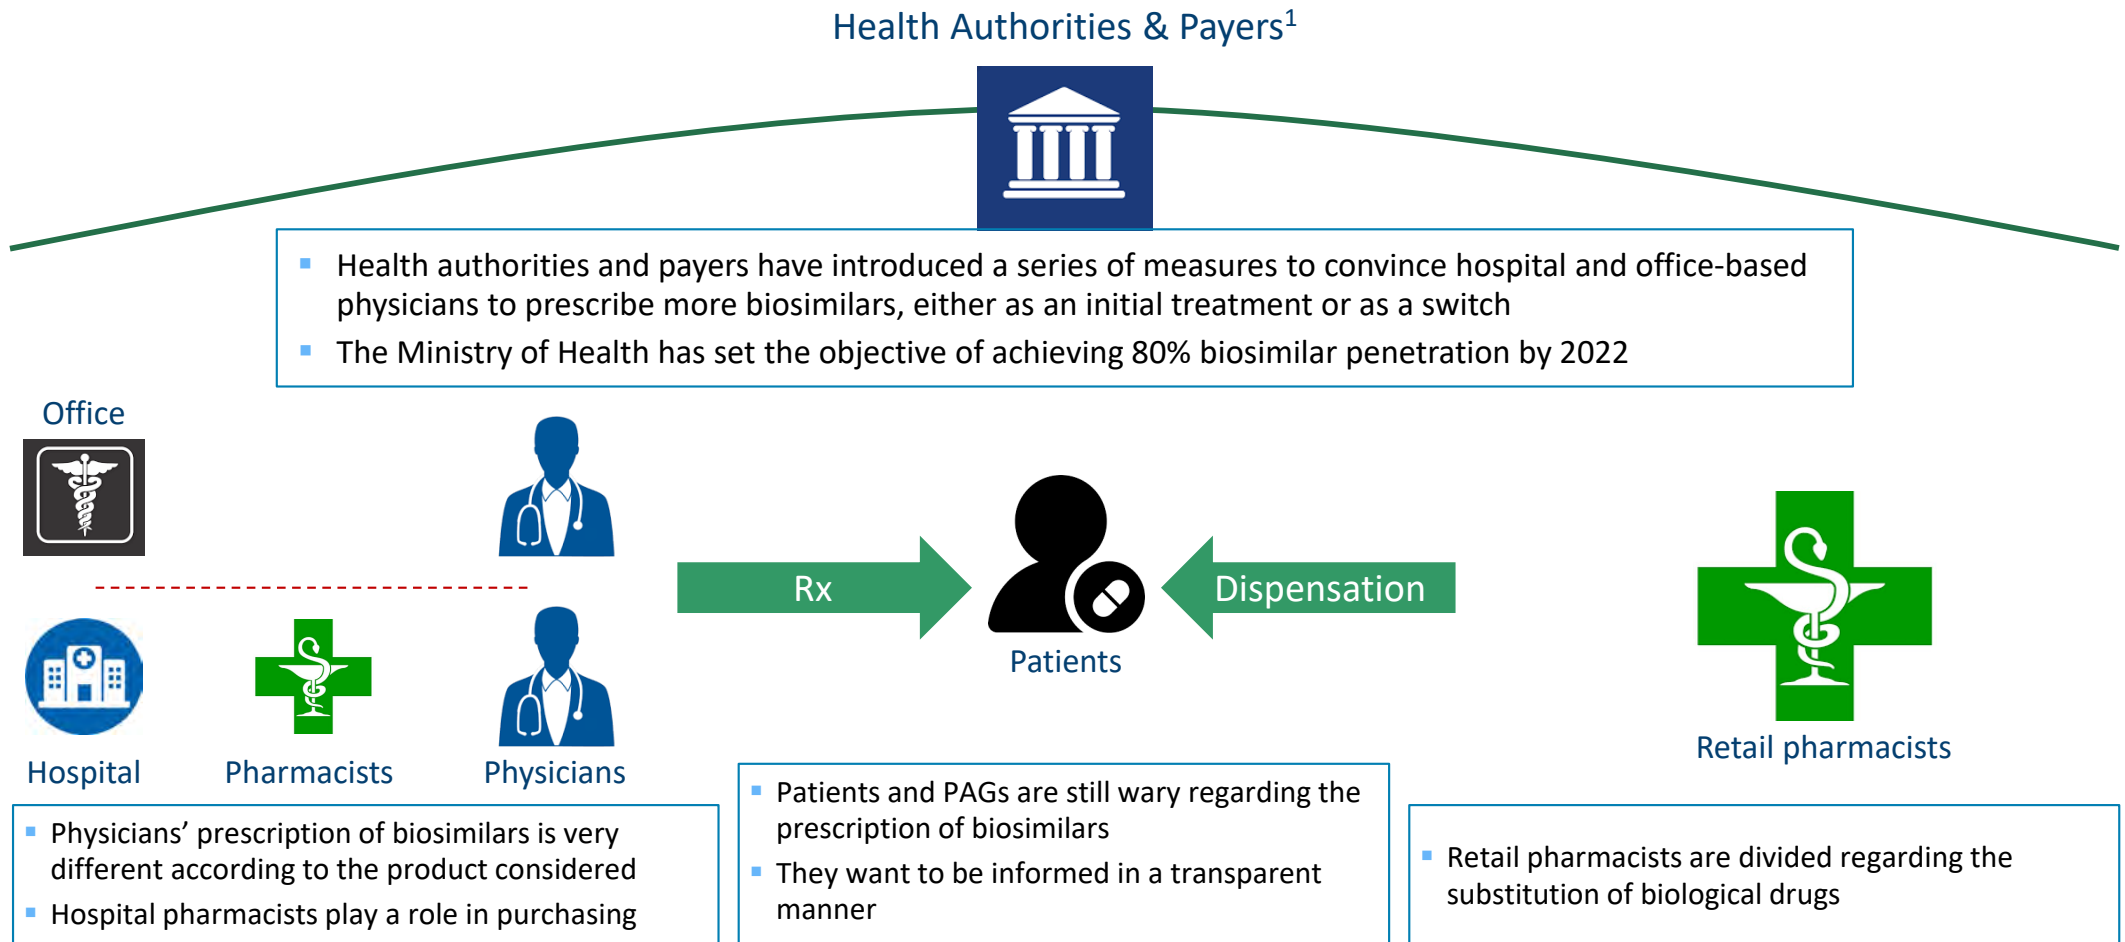 Health Authorities & Payers1
Health authorities and payers have introduced a series of measures to convince hospital and office-based
physicians to prescribe more biosimilars, either as an initial treatment or as a switch
The Ministry of Health has set the objective of achieving 80% biosimilar penetration by 2022
Office
Rx
Dispensation
Patients
Hospital
Pharmacists
Physicians
Retail pharmacists
Physicians’ prescription of biosimilars is very
different according to the product considered
Hospital pharmacists play a role in purchasing
Patients and PAGs are still wary regarding the
prescription of biosimilars
They want to be informed in a transparent
manner
Retail pharmacists are divided regarding the
substitution of biological drugs